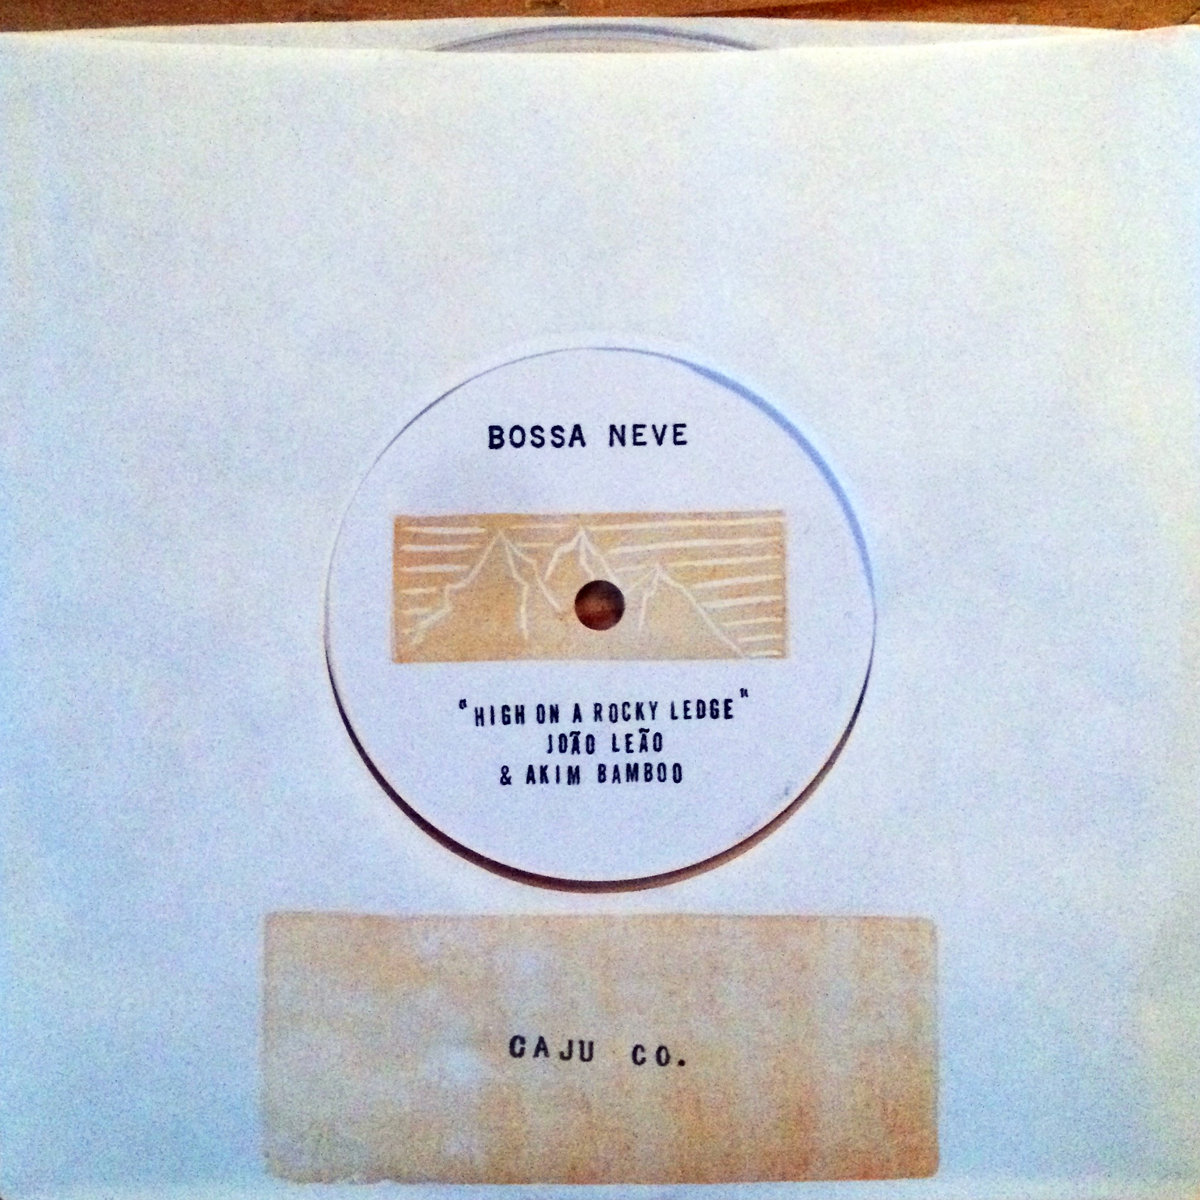 BOSSA NEVE
"HIGH ON A ROCKY LEDGE"
JOÃO LEÃO
& AKIM BAMBOO
CAJU CO.